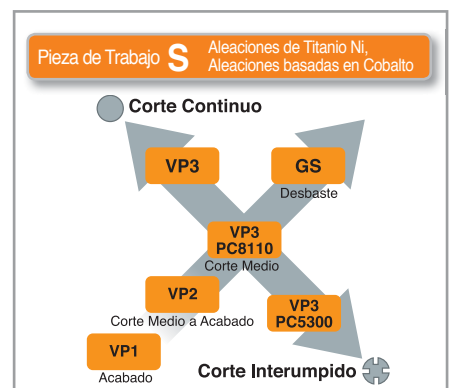 Pieza de Trabajo S
Aleaciones de Titanio Ni,
Aleaciones basadas en Cobalto
Corte Continuo
VP3
GS
Desbaste
VP3
PC8110
Corte Medio
VP2
Corte Medio a Acabado
VP3
PC5300
VP1
Acabado
Corte Interumpido